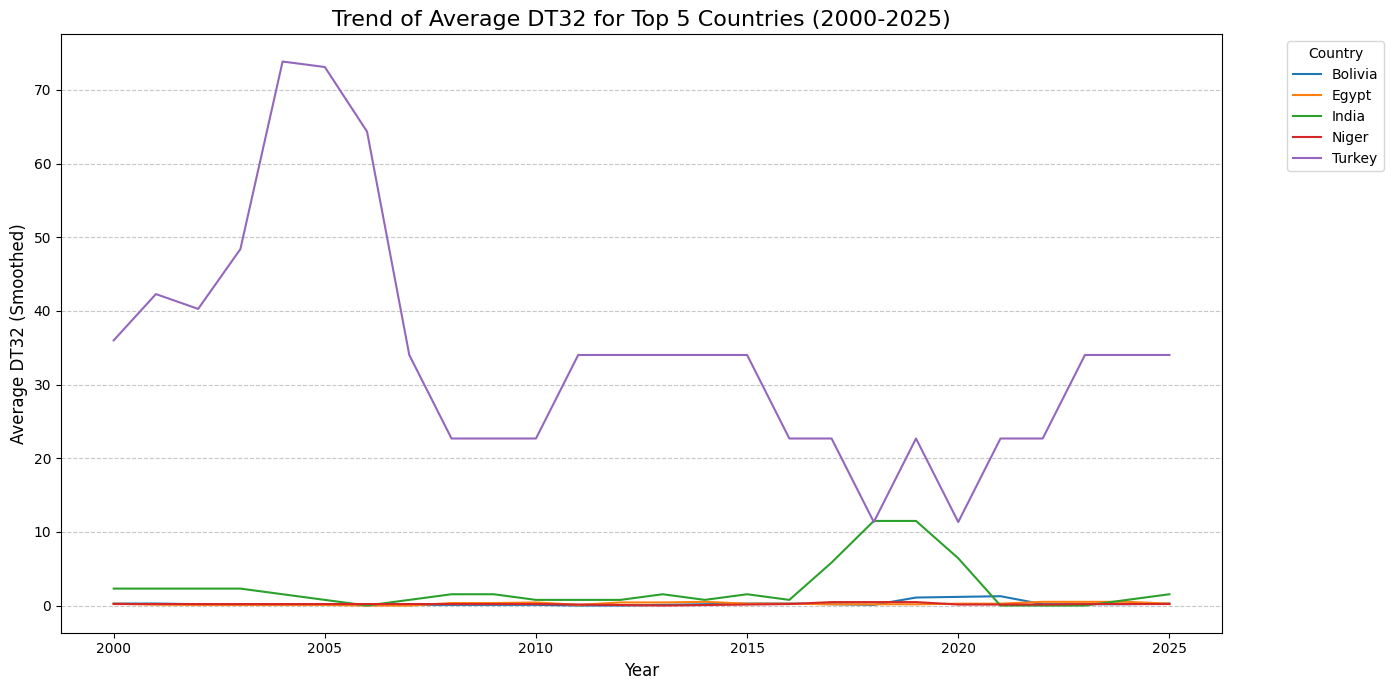 Trend of Average DT32 for Top 5 Countries (2000-2025)
Country
Bolivia
Egypt
India
Niger
Turkey
Average DT32 (Smoothed)
70
60
50
40
30
20
10
0
2000
2005
2010
2015
2020
2025
Year